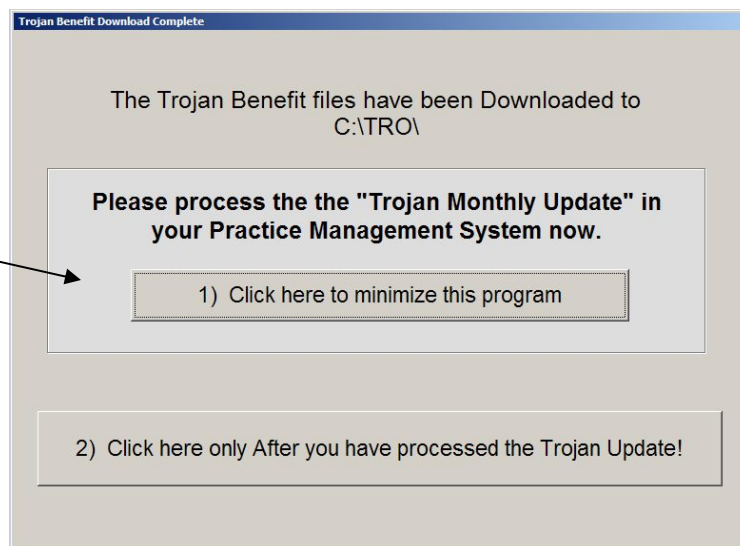 Trojan Benefit Download Complete
The Trojan Benefit files have been Downloaded to
C:\TRO\
Please process the the "Trojan Monthly Update" in
your Practice Management System now.
1)  Click here to minimize this program
2)  Click here only After you have processed the Trojan Update!